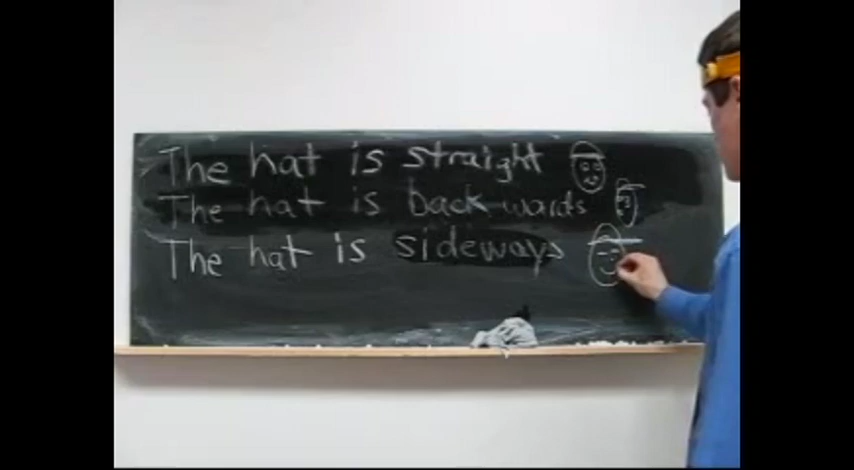 The hat is straight
The hat is backwards
The hat is sideways